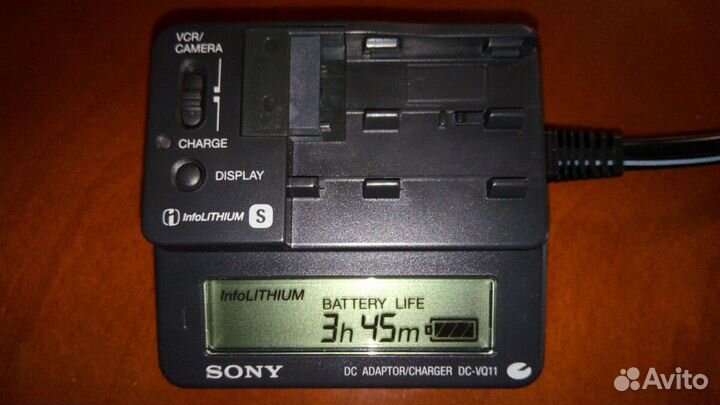 VCR/
CAMERA
CHARGE
DISPLAY
InfoLITHIUM S
InfoLITHIUM
BATTERY LIFE
3h 45m
SONY DC ADAPTOR/CHARGER DC-VQ11
Avito